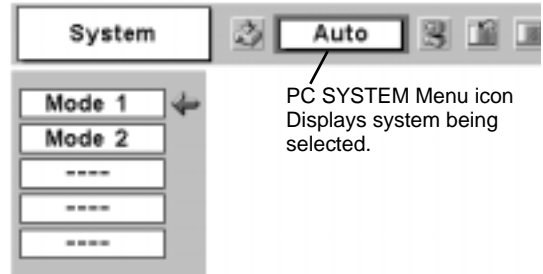 System
Auto
PC SYSTEM Menu icon
Displays system being
selected.
Mode 1
Mode 2
----
----
----